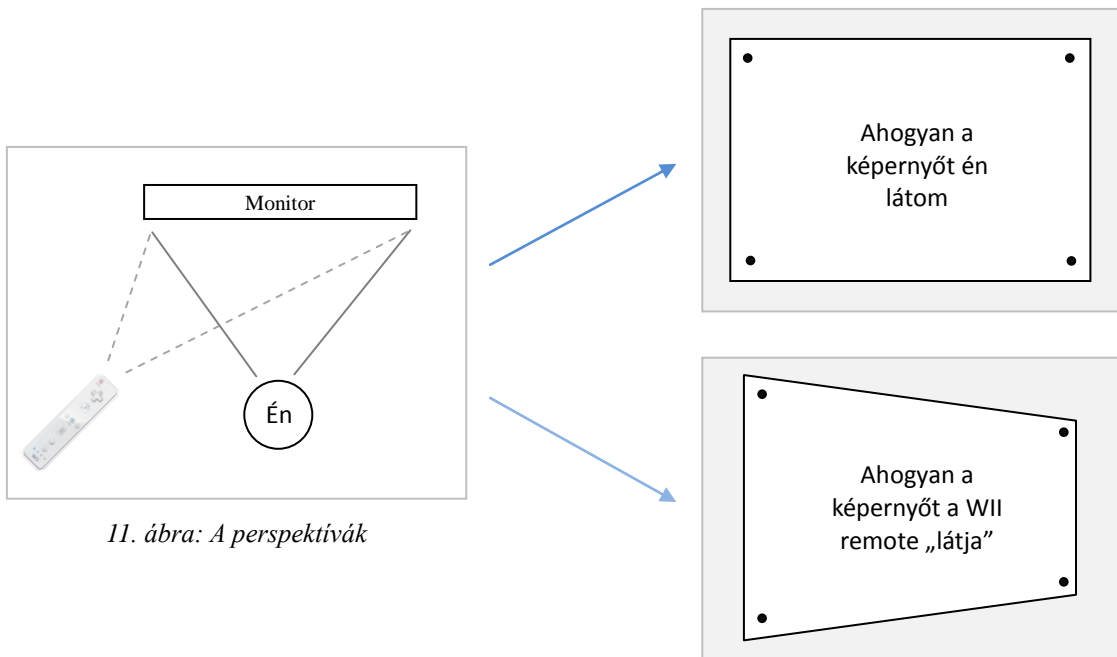 Monitor
Én
11. ábra: A perspektívák
Ahogyan a
képernyőt én
látom
Ahogyan a
képernyőt a WII
remote „látja”